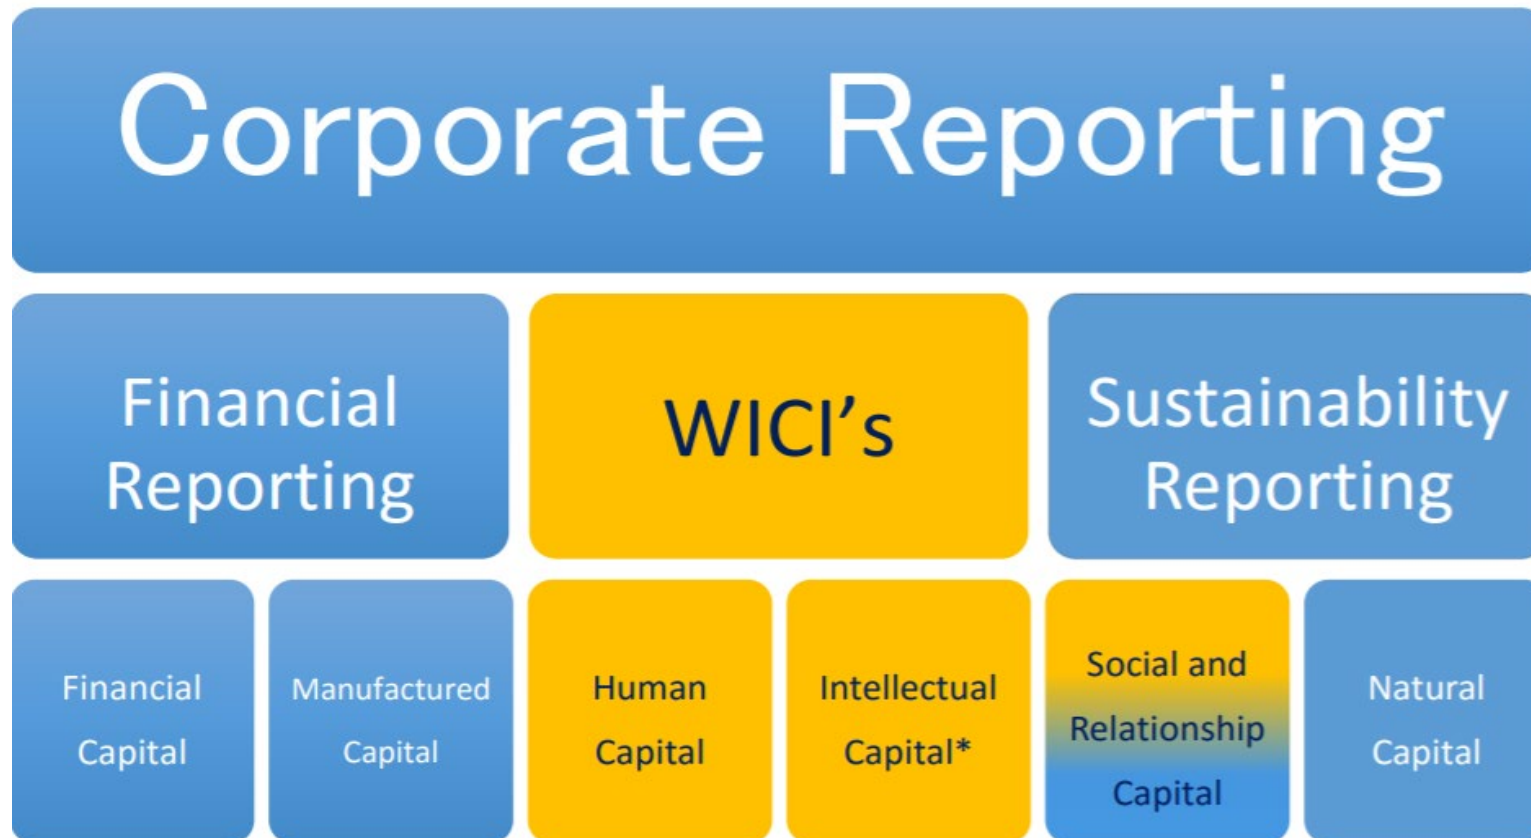 Corporate Reporting
Financial
Reporting
WICI’s
Sustainability
Reporting
Financial
Capital
Manufactured
Capital
Human
Capital
Intellectual
Capital*
Social and
Relationship
Capital
Natural
Capital